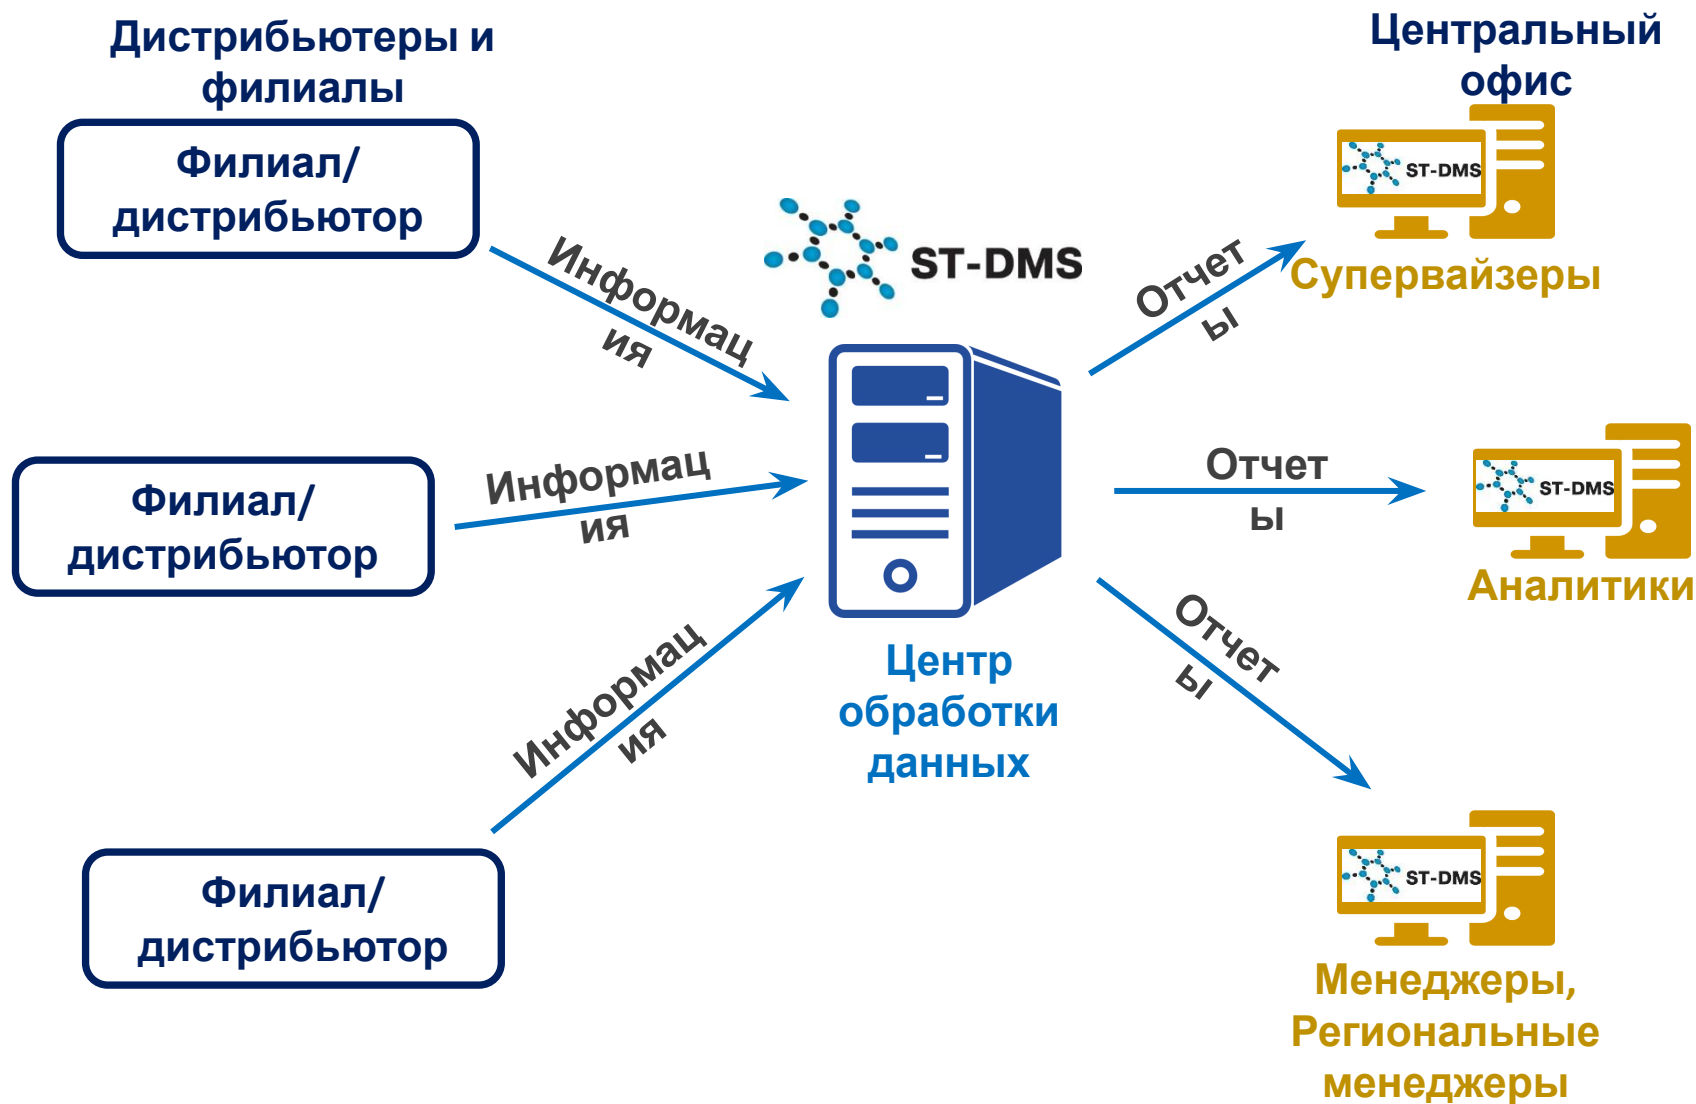 Дистрибьютеры и
филиалы
Центральный
офис
Филиал/
дистрибьютор
Информац
ия
ST-DMS
Отчет
ы
ST-DMS
Супервайзеры
Филиал/
дистрибьютор
Информац
ия
Отчет
ы
ST-DMS
Аналитики
Филиал/
дистрибьютор
Информац
ия
Центр
обработки
данных
Отчет
ы
ST-DMS
Менеджеры,
Региональные
менеджеры